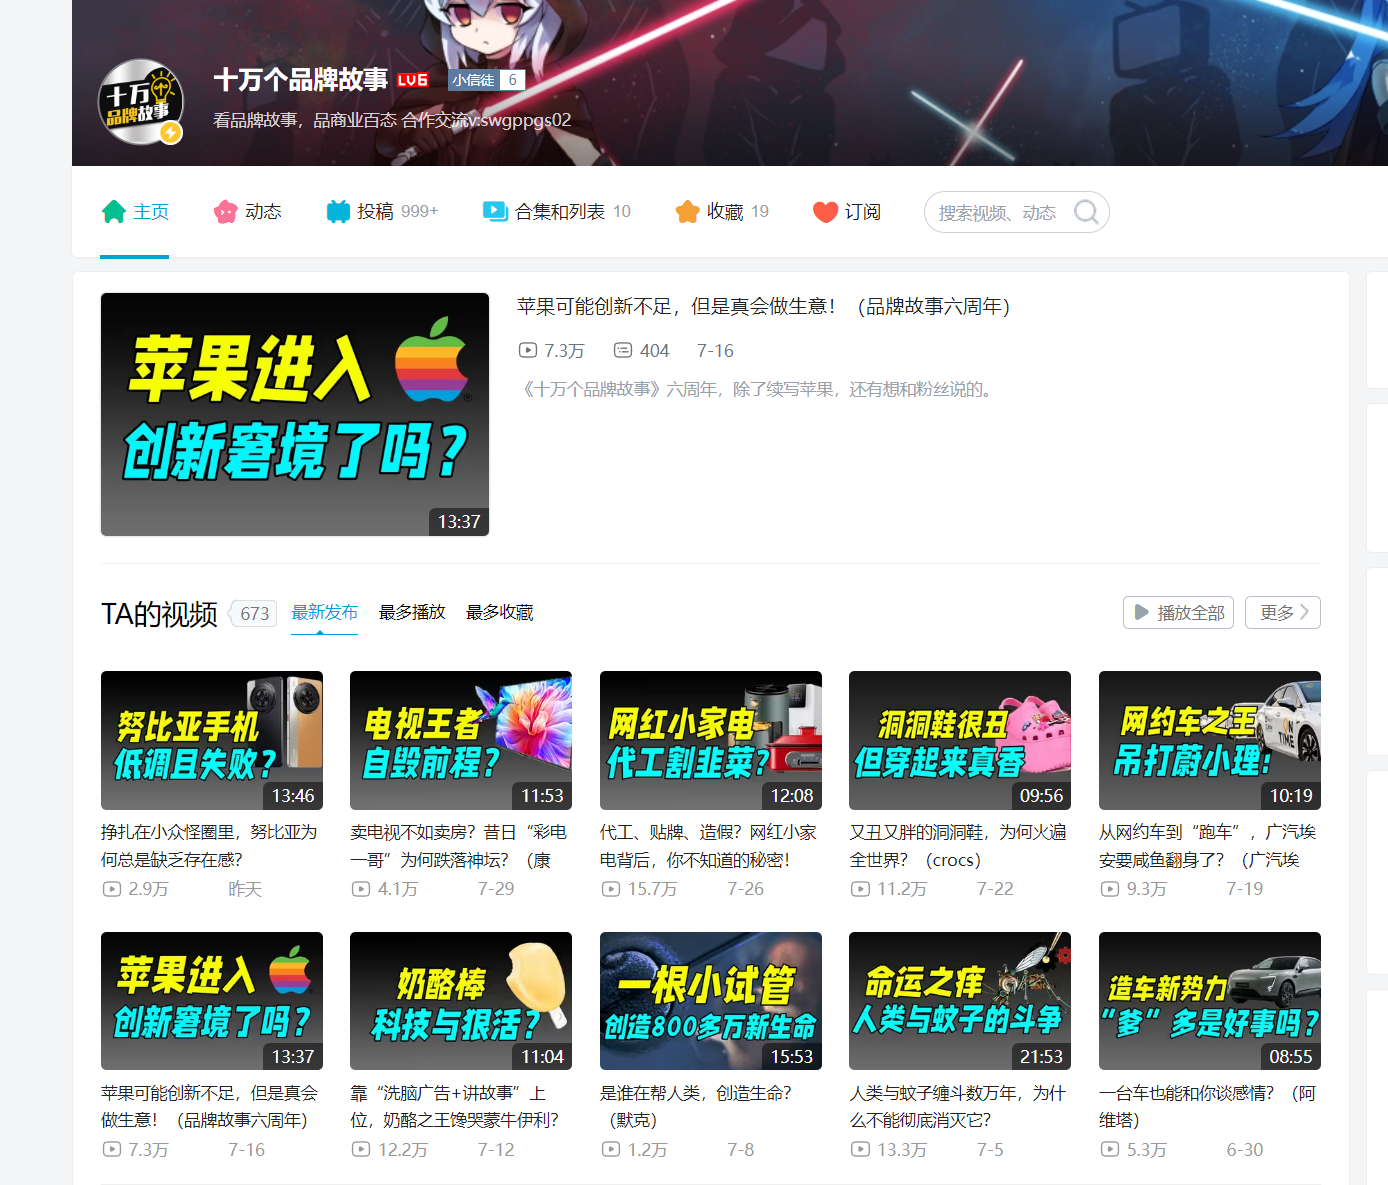 十万
品牌故事
十万个品牌故事 LV6 小信徒 6
看品牌故事，品商业百态 合作交流v:swgppgs02
主页 动态 投稿 999+ 合集和列表 10 收藏 19 订阅 搜索视频、动态
苹果进入
创新窘境了吗？
13:37
苹果可能创新不足，但是真会做生意！（品牌故事六周年）
7.3万 404 7-16
《十万个品牌故事》六周年，除了续写苹果，还有想和粉丝说的。
TA的视频 673 最新发布 最多播放 最多收藏 播放全部 更多
努比亚手机
低调且失败？
13:46
挣扎在小众怪圈里，努比亚为
何总是缺乏存在感？
2.9万 昨天
电视王者
自毁前程？
11:53
卖电视不如卖房？昔日“彩电
一哥”为何跌落神坛？（康
4.1万 7-29
网红小家电
代工割韭菜？
12:08
代工、贴牌、造假？网红小家
电背后，你不知道的秘密！
15.7万 7-26
洞洞鞋很丑
但穿起来真香
09:56
又丑又胖的洞洞鞋，为何火遍
全世界？（crocs）
11.2万 7-22
网约车之王
吊打蔚小理！
ON
TIME
10:19
从网约车到“跑车”，广汽埃
安要咸鱼翻身了？（广汽埃
9.3万 7-19
苹果进入
创新窘境了吗？
13:37
苹果可能创新不足，但是真会
做生意！（品牌故事六周年）
7.3万 7-16
奶酪棒
科技与狠活？
11:04
靠“洗脑广告+讲故事”上
位，奶酪之王馋哭蒙牛伊利？
12.2万 7-12
一根小试管
创造800多万新生命
15:53
是谁在帮人类，创造生命？
（默克）
1.2万 7-8
命运之痒
人类与蚊子的斗争
21:53
人类与蚊子缠斗数万年，为什
么不能彻底消灭它？
13.3万 7-5
造车新势力
“爹”多是好事吗？
08:55
一台车也能和你谈感情？（阿
维塔）
5.3万 6-30